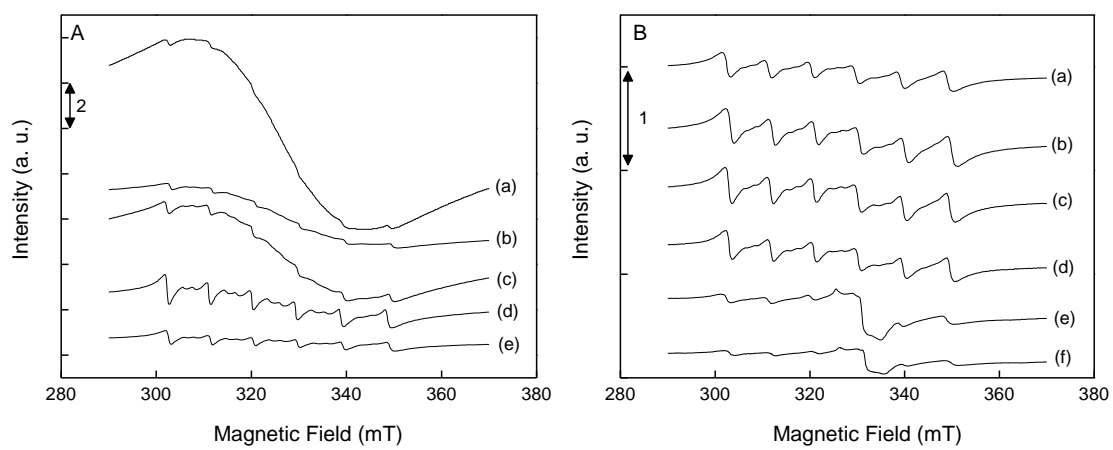 A
2
(a)
(b)
(c)
(d)
(e)
Intensity (a. u.)
280 300 320 340 360 380
Magnetic Field (mT)
B
1
(a)
(b)
(c)
(d)
(e)
(f)
Intensity (a. u.)
280 300 320 340 360 380
Magnetic Field (mT)